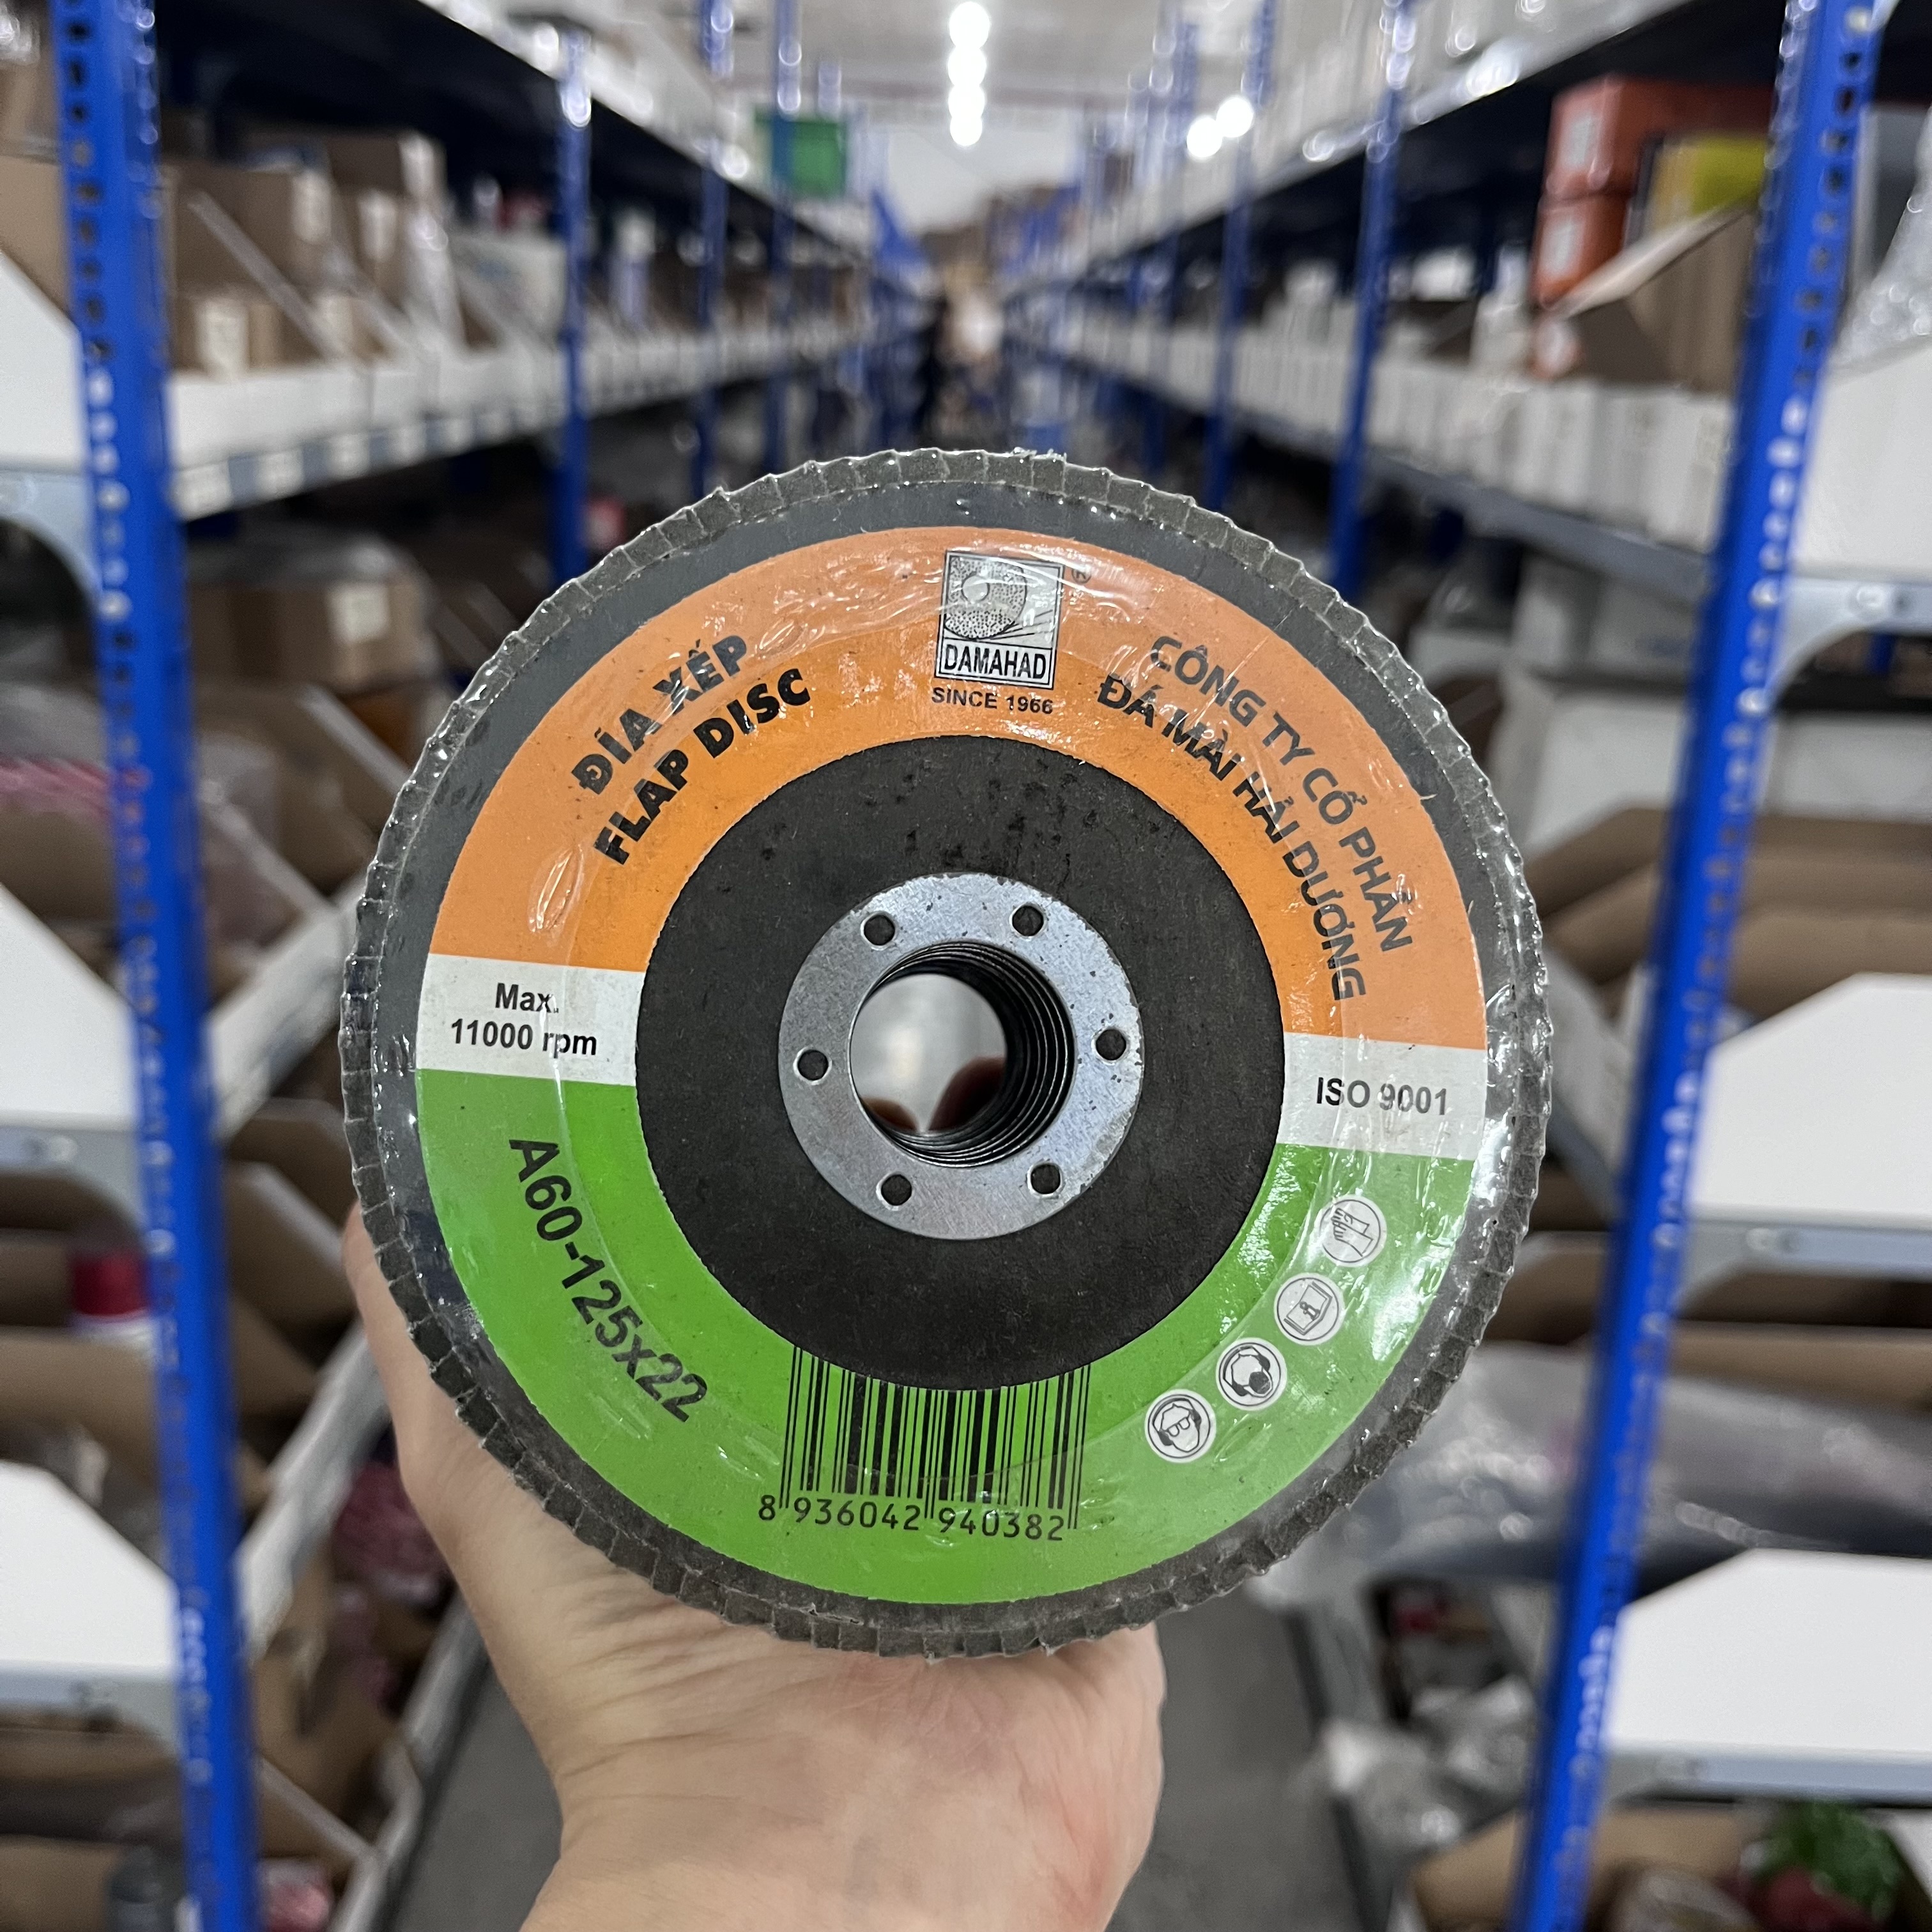 DAMAHAD
SINCE 1966
ĐĨA XẾP
FLAP DISC
CÔNG TY CỔ PHẦN
ĐÁ MÀI HẢI DƯƠNG
Max.
11000 rpm
ISO 9001
A60-125x22
8 936042 940382